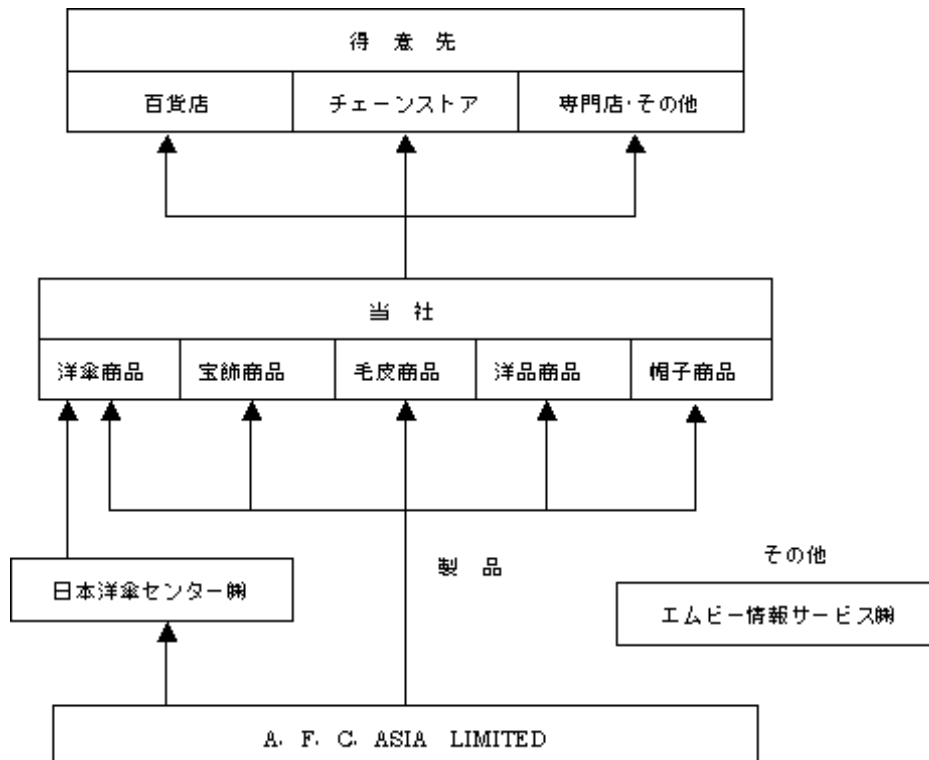 得 意 先
百貨店 チェーンストア 専門店・その他
当 社
洋傘商品 宝飾商品 毛皮商品 洋品商品 帽子商品
製 品
その他
日本洋傘センター㈱
エムビー情報サービス㈱
A. F. C. ASIA LIMITED